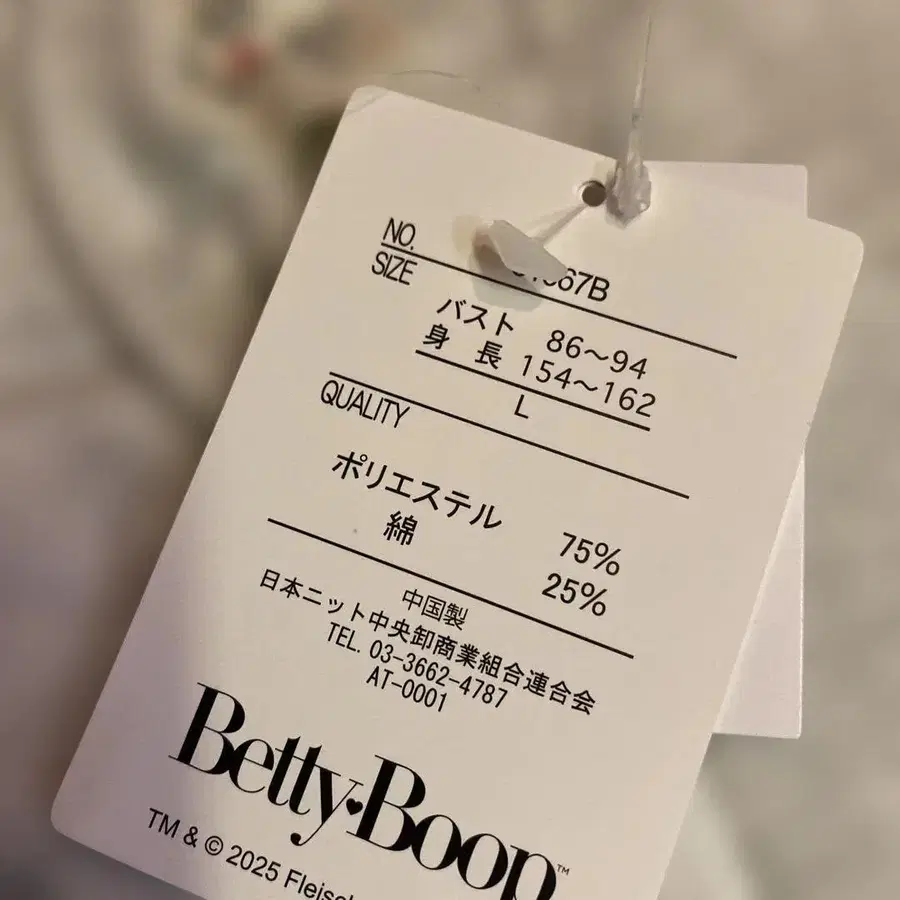 NO.
SIZE
バスト 86～94
身 長 154～162
L
QUALITY
ポリエステル 75%
綿 25%
中国製
日本ニット中央卸商業組合連合会
TEL. 03-3662-4787
AT-0001
Betty Boop™
TM & © 2025